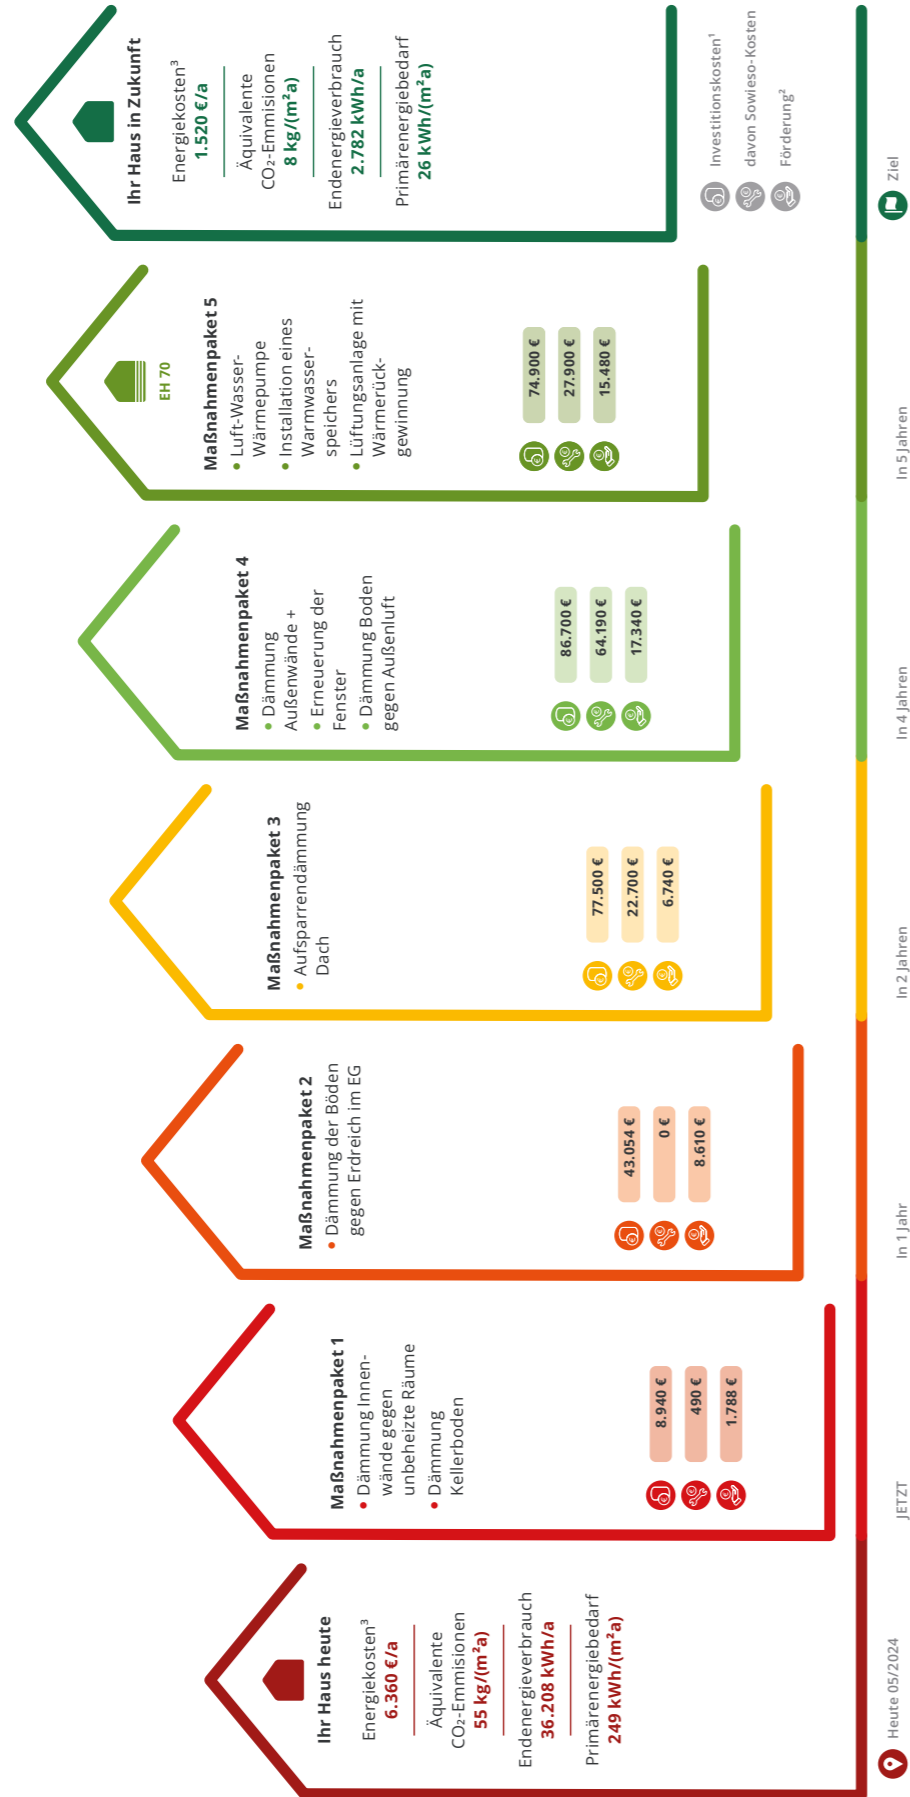 Ihr Haus heute
Energiekosten³
6.360 €/a
Äquivalente
CO₂-Emmisionen
55 kg/(m²a)
Endenergieverbrauch
36.208 kWh/a
Primärenergiebedarf
249 kWh/(m²a)
Maßnahmenpaket 1
• Dämmung Innen-
wände gegen
unbeheizte Räume
• Dämmung
Kellerboden
8.940 €
490 €
1.788 €
Maßnahmenpaket 2
• Dämmung der Böden
gegen Erdreich im EG
43.054 €
0 €
8.610 €
Maßnahmenpaket 3
• Aufsparrendämmung
Dach
77.500 €
22.700 €
6.740 €
Maßnahmenpaket 4
• Dämmung
Außenwände +
• Erneuerung der
Fenster
• Dämmung Boden
gegen Außenluft
86.700 €
64.190 €
17.340 €
EH 70
Maßnahmenpaket 5
• Luft-Wasser-
Wärmepumpe
• Installation eines
Warmwasser-
speichers
• Lüftungsanlage mit
Wärmerück-
gewinnung
74.900 €
27.900 €
15.480 €
Ihr Haus in Zukunft
Energiekosten³
1.520 €/a
Äquivalente
CO₂-Emmisionen
8 kg/(m²a)
Endenergieverbrauch
2.782 kWh/a
Primärenergiebedarf
26 kWh/(m²a)
Investitionskosten¹
davon Sowieso-Kosten
Förderung²
Heute 05/2024
JETZT
In 1 Jahr
In 2 Jahren
In 4 Jahren
In 5 Jahren
Ziel